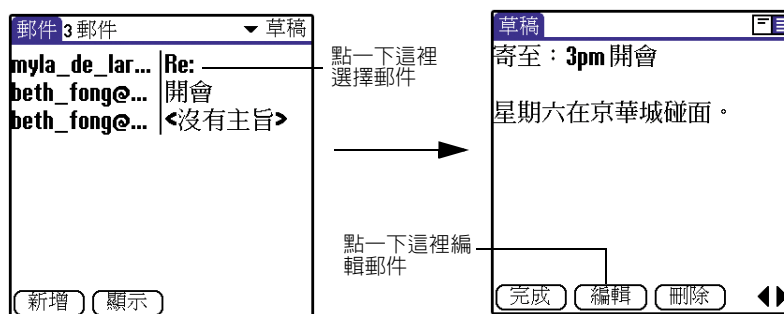 郵件 3 郵件 草稿
myla_de_lar... Re:
beth_fong@... 開會
beth_fong@... <沒有主旨>
新增 顯示
點一下這裡
選擇郵件
點一下這裡編
輯郵件
草稿
寄至：3pm 開會
星期六在京華城碰面。
完成 編輯 刪除